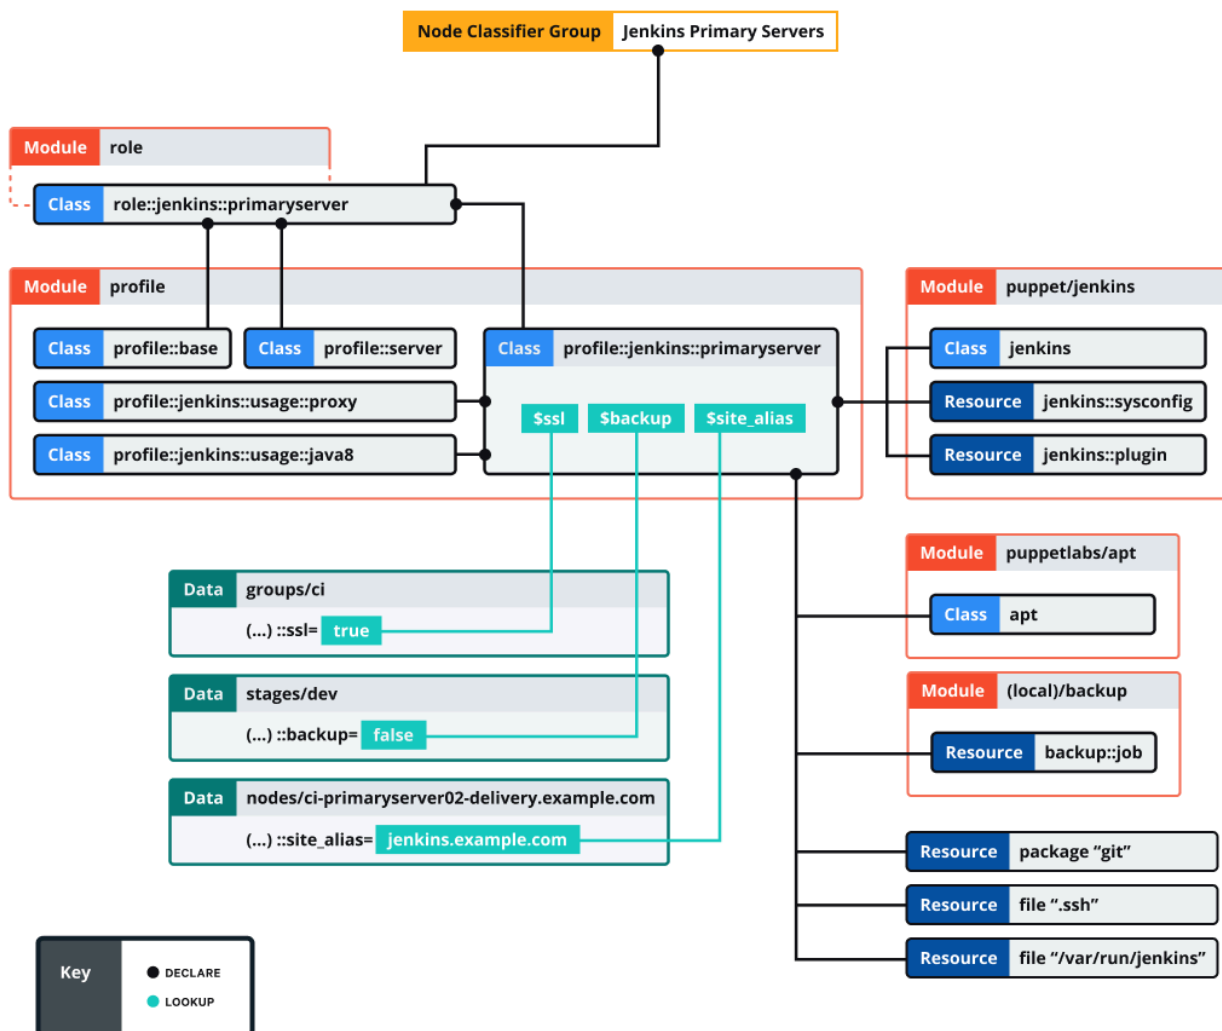 Node Classifier Group Jenkins Primary Servers
Module role
Class role::jenkins::primaryserver
Module profile
Class profile::base
Class profile::server
Class profile::jenkins::usage::proxy
Class profile::jenkins::usage::java8
Class profile::jenkins::primaryserver
$ssl $backup $site_alias
Module puppet/jenkins
Class jenkins
Resource jenkins::sysconfig
Resource jenkins::plugin
Module puppetlabs/apt
Class apt
Module (local)/backup
Resource backup::job
Resource package “git”
Resource file “.ssh”
Resource file “/var/run/jenkins”
Data groups/ci
(...) ::ssl= true
Data stages/dev
(...) ::backup= false
Data nodes/ci-primaryserver02-delivery.example.com
(...) ::site_alias= jenkins.example.com
Key
DECLARE
LOOKUP